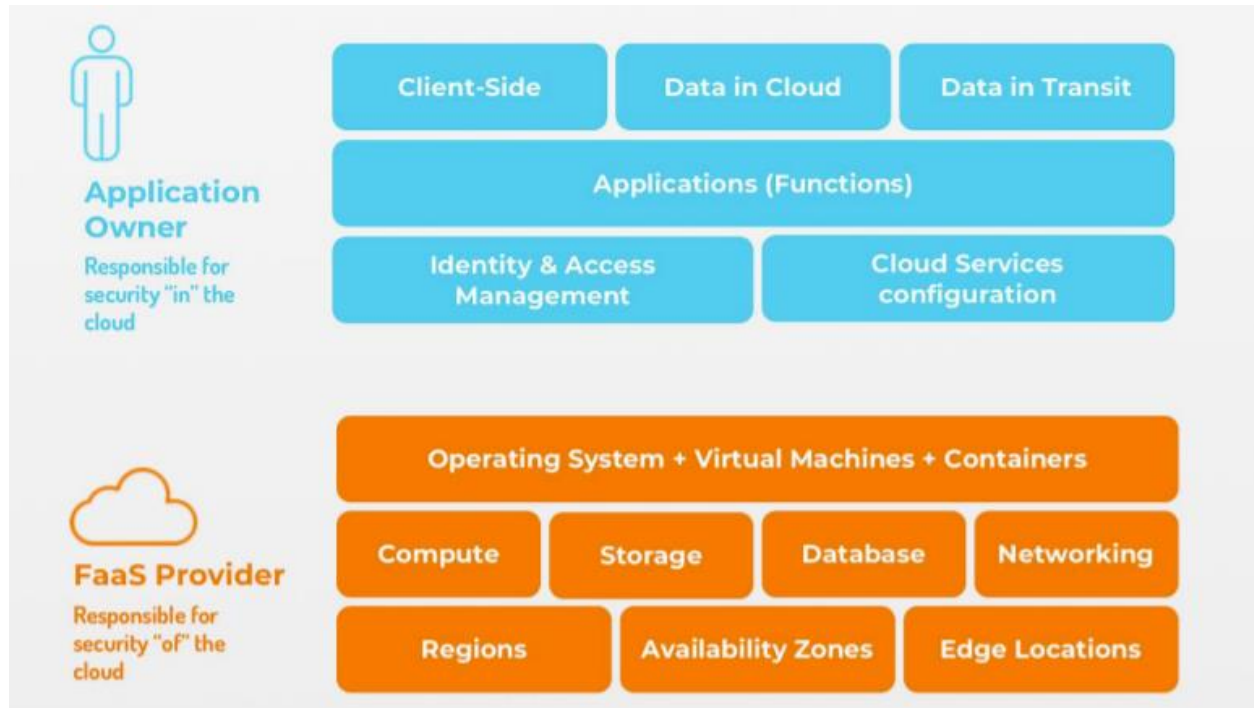 Application
Owner
Responsible for
security "in" the
cloud
Client-Side
Data in Cloud
Data in Transit
Applications (Functions)
Identity & Access
Management
Cloud Services
configuration
FaaS Provider
Responsible for
security "of" the
cloud
Operating System + Virtual Machines + Containers
Compute
Storage
Database
Networking
Regions
Availability Zones
Edge Locations